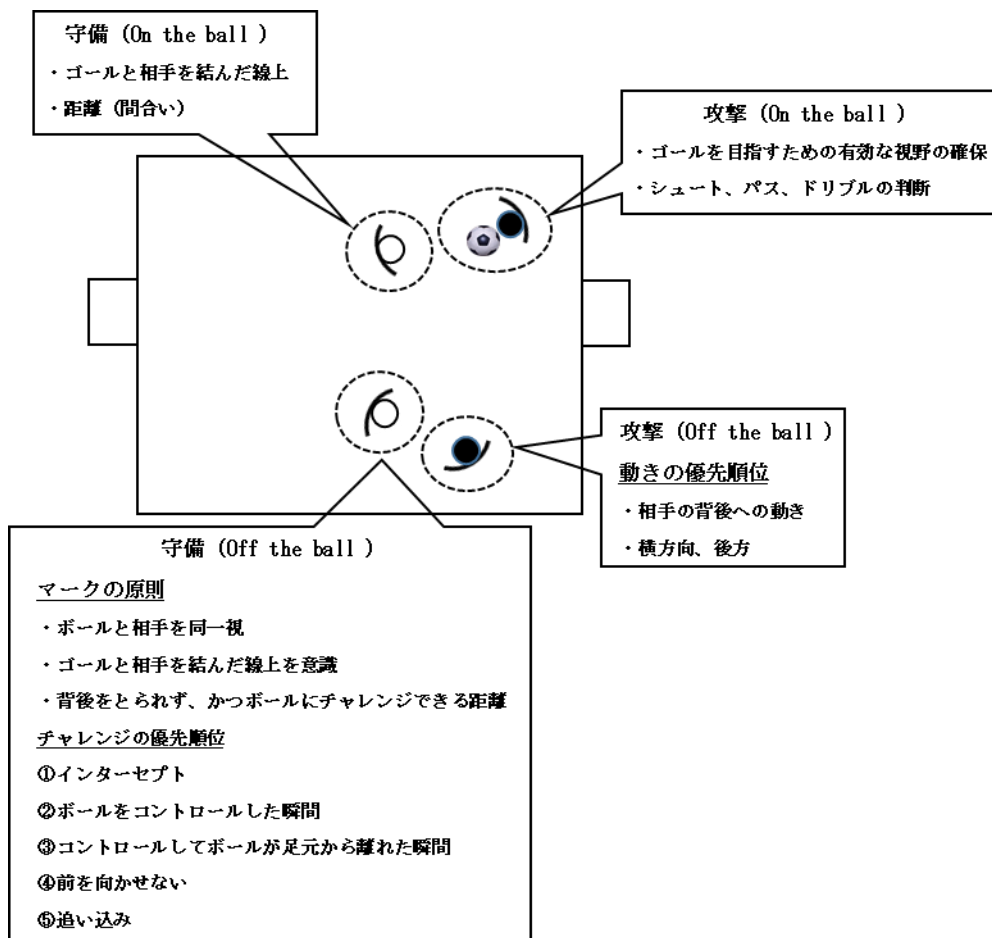 守備 (On the ball )
・ゴールと相手を結んだ線上
・距離 (間合い)
攻撃 (On the ball )
・ゴールを目指すための有効な視野の確保
・シュート、パス、ドリブルの判断
攻撃 (Off the ball )
動きの優先順位
・相手の背後への動き
・横方向、後方
守備 (Off the ball )
マークの原則
・ボールと相手を同一視
・ゴールと相手を結んだ線上を意識
・背後をとられず、かつボールにチャレンジできる距離
チャレンジの優先順位
①インターセプト
②ボールをコントロールした瞬間
③コントロールしてボールが足元から離れた瞬間
④前を向かせない
⑤追い込み